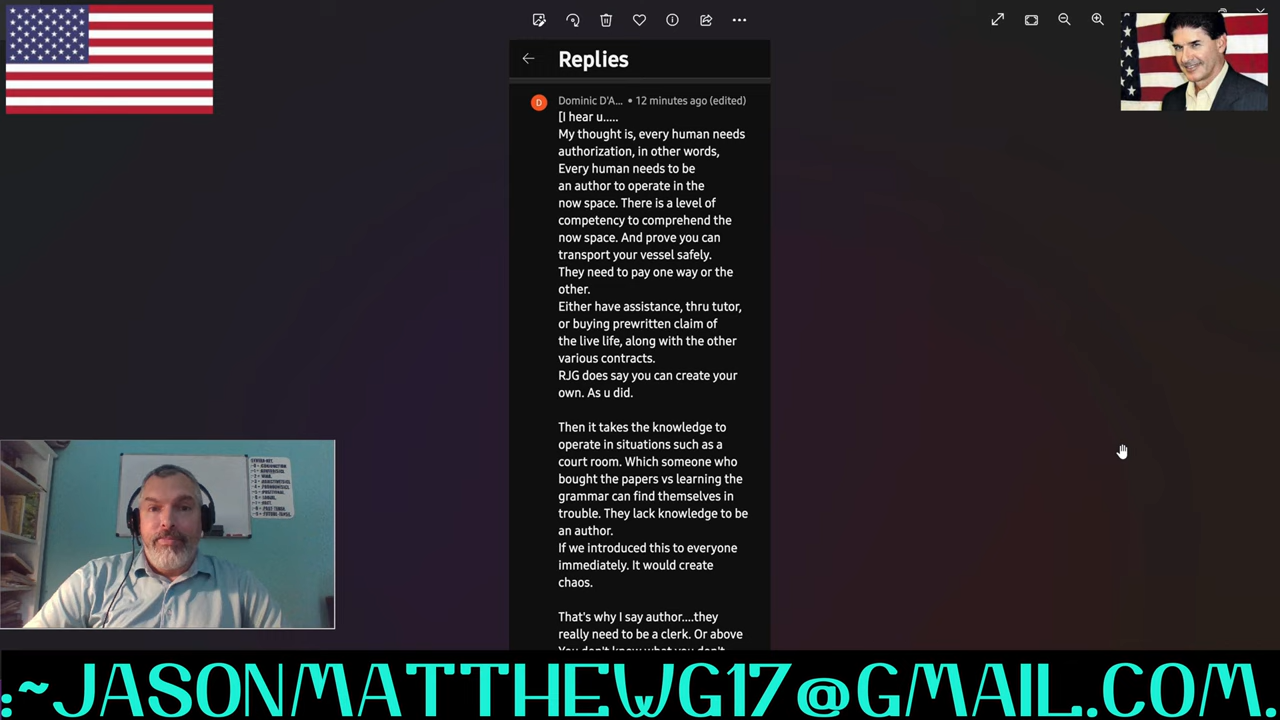 Replies
D
Dominic D'A... • 12 minutes ago (edited)
[I hear u.....
My thought is, every human needs
authorization, in other words,
Every human needs to be
an author to operate in the
now space. There is a level of
competency to comprehend the
now space. And prove you can
transport your vessel safely.
They need to pay one way or the
other.
Either have assistance, thru tutor,
or buying prewritten claim of
the live life, along with the other
various contracts.
RJG does say you can create your
own. As u did.
Then it takes the knowledge to
operate in situations such as a
court room. Which someone who
bought the papers vs learning the
grammar can find themselves in
trouble. They lack knowledge to be
an author.
If we introduced this to everyone
immediately. It would create
chaos.
That's why I say author....they
really need to be a clerk. Or above
You don't know what you don't
:~JASONMATTHEWG17@GMAIL.COM.